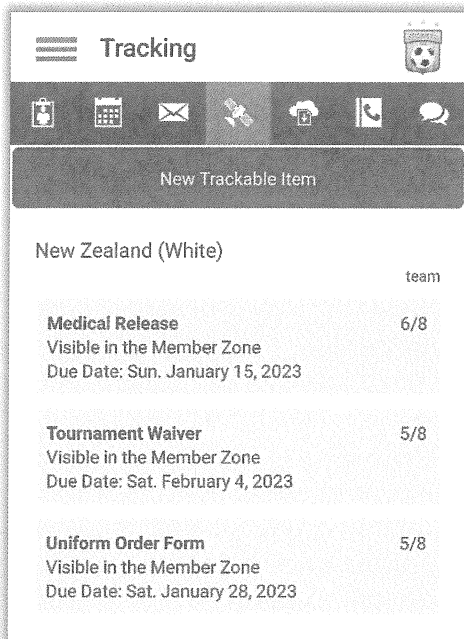 Tracking
New Trackable Item
New Zealand (White)
team
Medical Release 6/8
Visible in the Member Zone
Due Date: Sun. January 15, 2023
Tournament Waiver 5/8
Visible in the Member Zone
Due Date: Sat. February 4, 2023
Uniform Order Form 5/8
Visible in the Member Zone
Due Date: Sat. January 28, 2023